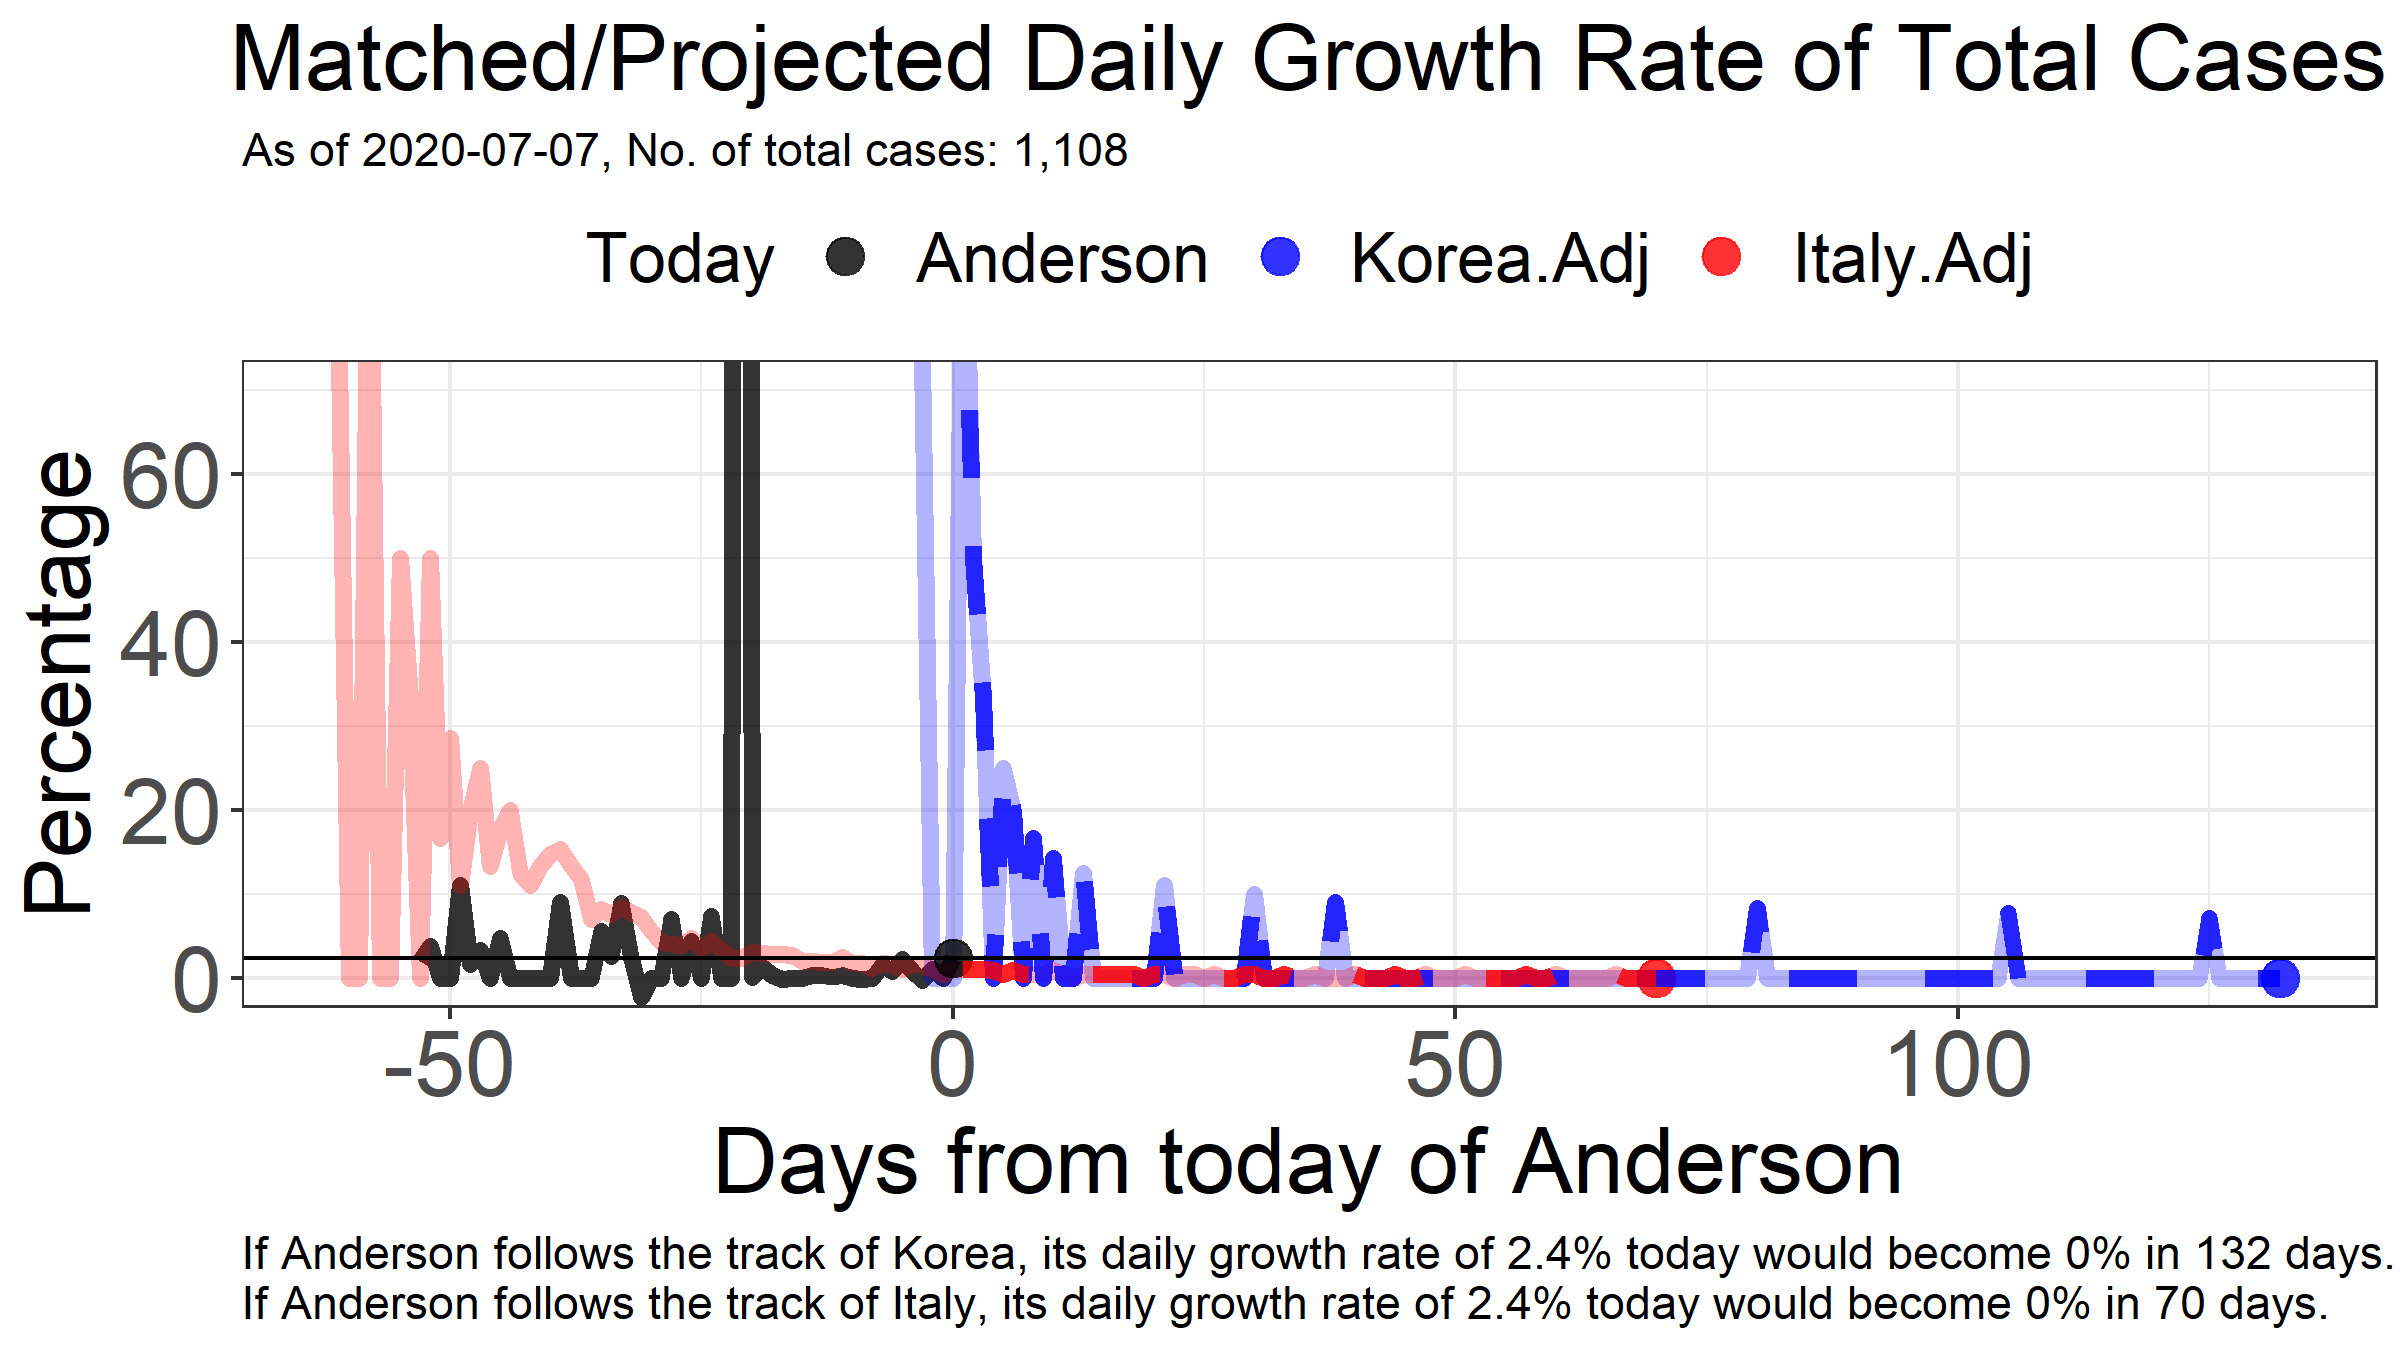 Matched/Projected Daily Growth Rate of Total Cases
As of 2020-07-07, No. of total cases: 1,108
Today Anderson Korea.Adj Italy.Adj
Percentage
60
40
20
0
-50 0 50 100
Days from today of Anderson
If Anderson follows the track of Korea, its daily growth rate of 2.4% today would become 0% in 132 days.
If Anderson follows the track of Italy, its daily growth rate of 2.4% today would become 0% in 70 days.